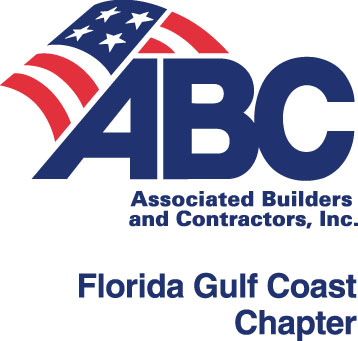 ABC
Associated Builders
and Contractors, Inc.
Florida Gulf Coast
Chapter